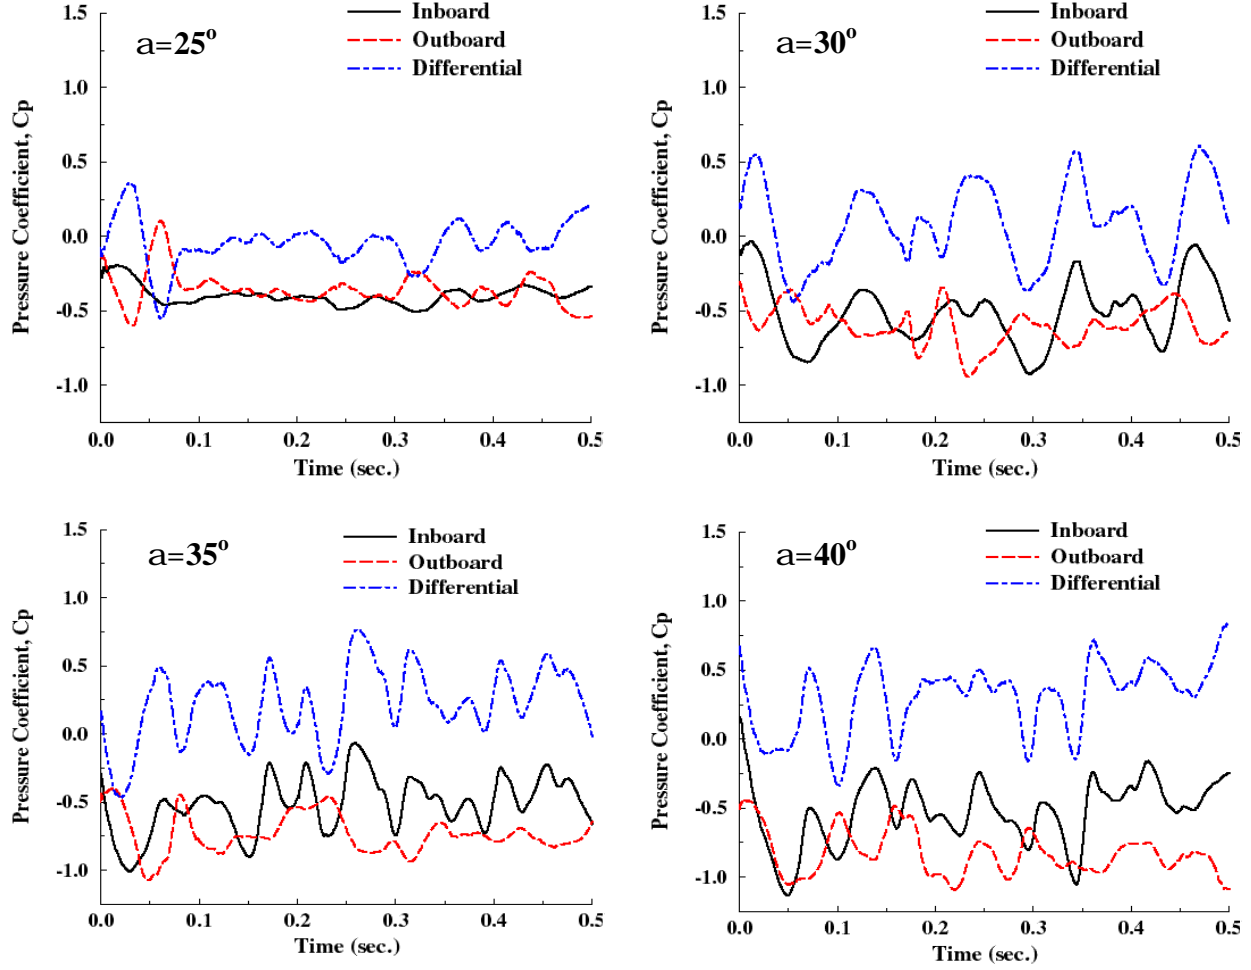 1.5
1.0
0.5
0.0
-0.5
-1.0
Pressure Coefficient, Cp
a=25°
Inboard
Outboard
Differential
0.0 0.1 0.2 0.3 0.4 0.5
Time (sec.)
1.5
1.0
0.5
0.0
-0.5
-1.0
Pressure Coefficient, Cp
a=30°
Inboard
Outboard
Differential
0.0 0.1 0.2 0.3 0.4 0.5
Time (sec.)
1.5
1.0
0.5
0.0
-0.5
-1.0
Pressure Coefficient, Cp
a=35°
Inboard
Outboard
Differential
0.0 0.1 0.2 0.3 0.4 0.5
Time (sec.)
1.5
1.0
0.5
0.0
-0.5
-1.0
Pressure Coefficient, Cp
a=40°
Inboard
Outboard
Differential
0.0 0.1 0.2 0.3 0.4 0.5
Time (sec.)